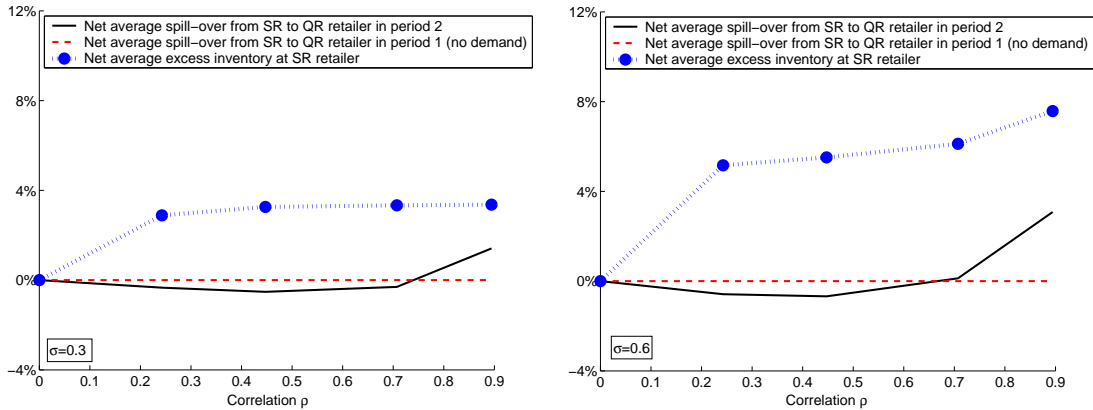 12%
Net average spill−over from SR to QR retailer in period 2
Net average spill−over from SR to QR retailer in period 1 (no demand)
Net average excess inventory at SR retailer
8%
4%
0%
−4%
σ=0.3
0 0.1 0.2 0.3 0.4 0.5 0.6 0.7 0.8 0.9
Correlation ρ
12%
Net average spill−over from SR to QR retailer in period 2
Net average spill−over from SR to QR retailer in period 1 (no demand)
Net average excess inventory at SR retailer
8%
4%
0%
−4%
σ=0.6
0 0.1 0.2 0.3 0.4 0.5 0.6 0.7 0.8 0.9
Correlation ρ